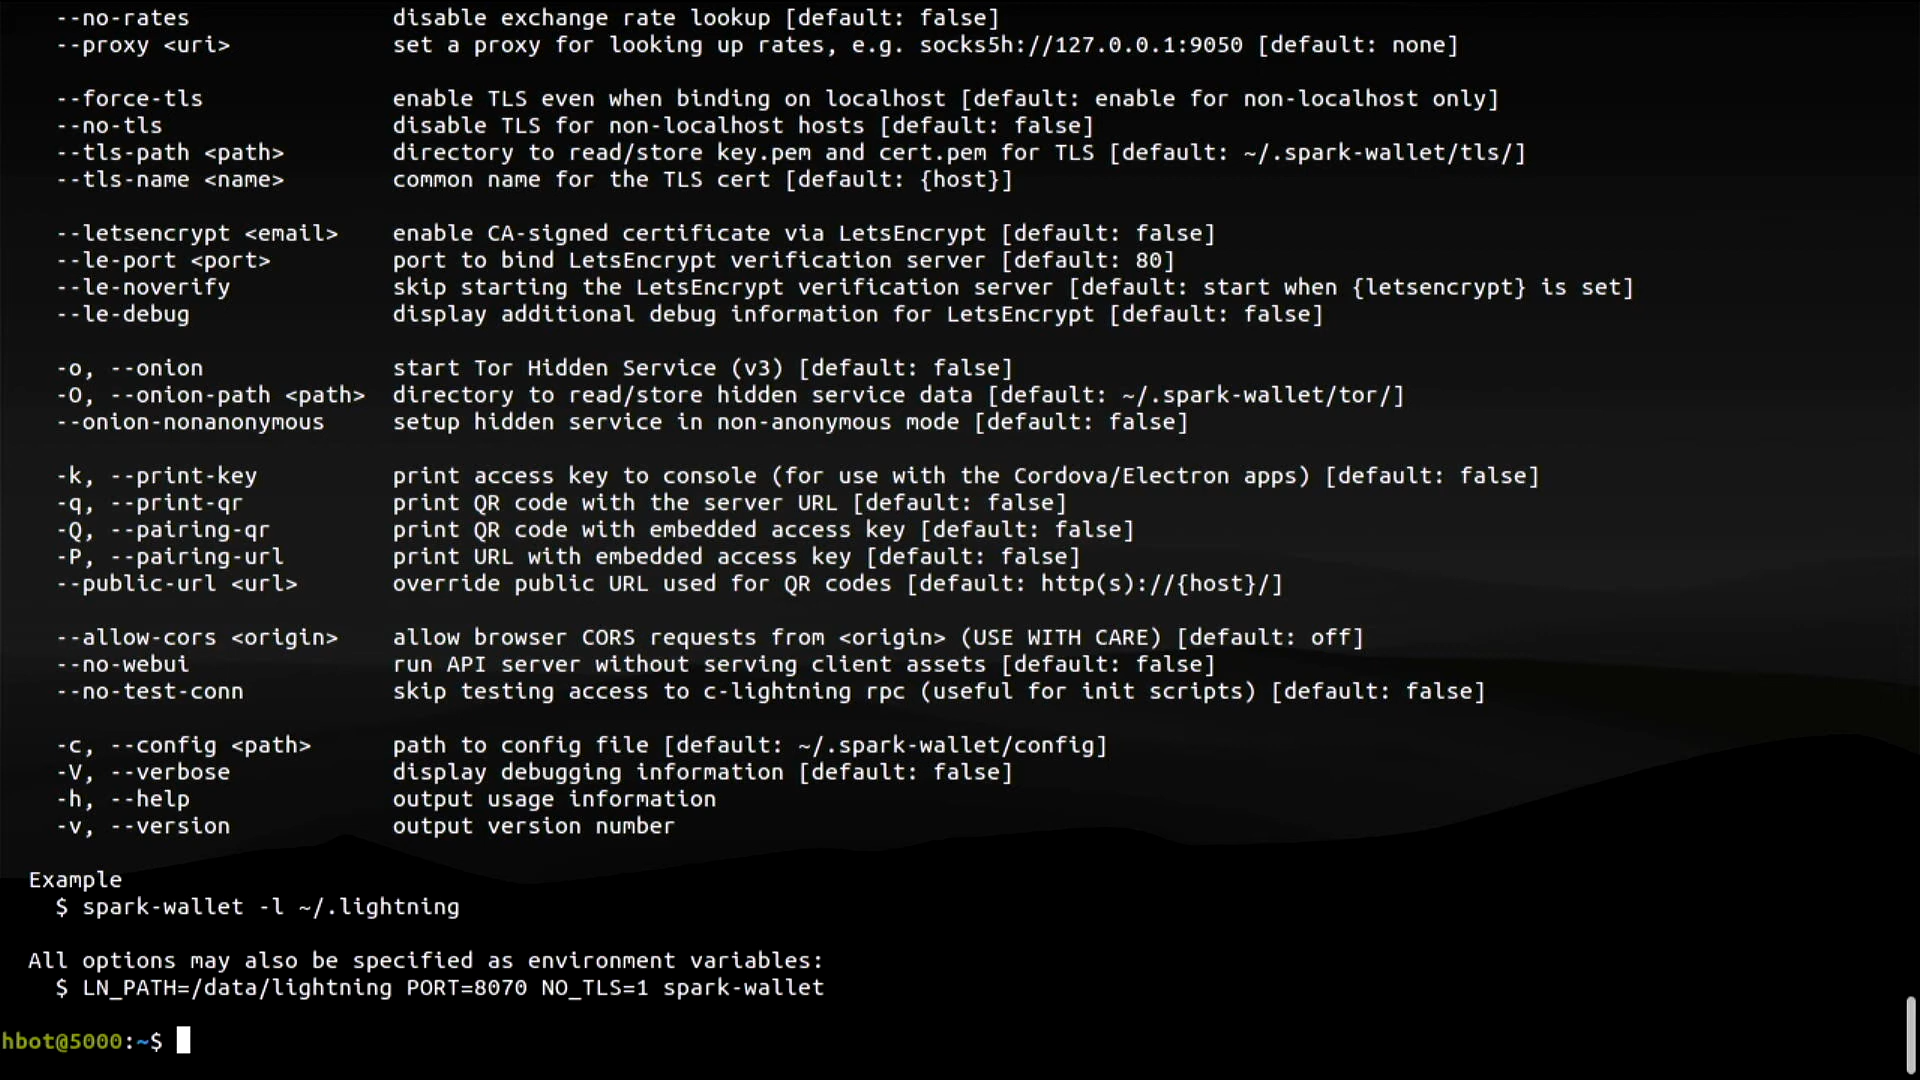 --no-rates            disable exchange rate lookup [default: false]
--proxy <uri>         set a proxy for looking up rates, e.g. socks5h://127.0.0.1:9050 [default: none]
--force-tls           enable TLS even when binding on localhost [default: enable for non-localhost only]
--no-tls              disable TLS for non-localhost hosts [default: false]
--tls-path <path>     directory to read/store key.pem and cert.pem for TLS [default: ~/.spark-wallet/tls/]
--tls-name <name>     common name for the TLS cert [default: {host}]
--letsencrypt <email>    enable CA-signed certificate via LetsEncrypt [default: false]
--le-port <port>      port to bind LetsEncrypt verification server [default: 80]
--le-noverify         skip starting the LetsEncrypt verification server [default: start when {letsencrypt} is set]
--le-debug            display additional debug information for LetsEncrypt [default: false]
-o, --onion           start Tor Hidden Service (v3) [default: false]
-O, --onion-path <path>  directory to read/store hidden service data [default: ~/.spark-wallet/tor/]
--onion-nonanonymous     setup hidden service in non-anonymous mode [default: false]
-k, --print-key       print access key to console (for use with the Cordova/Electron apps) [default: false]
-q, --print-qr        print QR code with the server URL [default: false]
-Q, --pairing-qr      print QR code with embedded access key [default: false]
-P, --pairing-url     print URL with embedded access key [default: false]
--public-url <url>    override public URL used for QR codes [default: http(s)://{host}/]
--allow-cors <origin>    allow browser CORS requests from <origin> (USE WITH CARE) [default: off]
--no-webui            run API server without serving client assets [default: false]
--no-test-conn        skip testing access to c-lightning rpc (useful for init scripts) [default: false]
-c, --config <path>   path to config file [default: ~/.spark-wallet/config]
-V, --verbose         display debugging information [default: false]
-h, --help            output usage information
-v, --version         output version number
Example
$ spark-wallet -l ~/.lightning
All options may also be specified as environment variables:
$ LN_PATH=/data/lightning PORT=8070 NO_TLS=1 spark-wallet
hbot@5000:~$